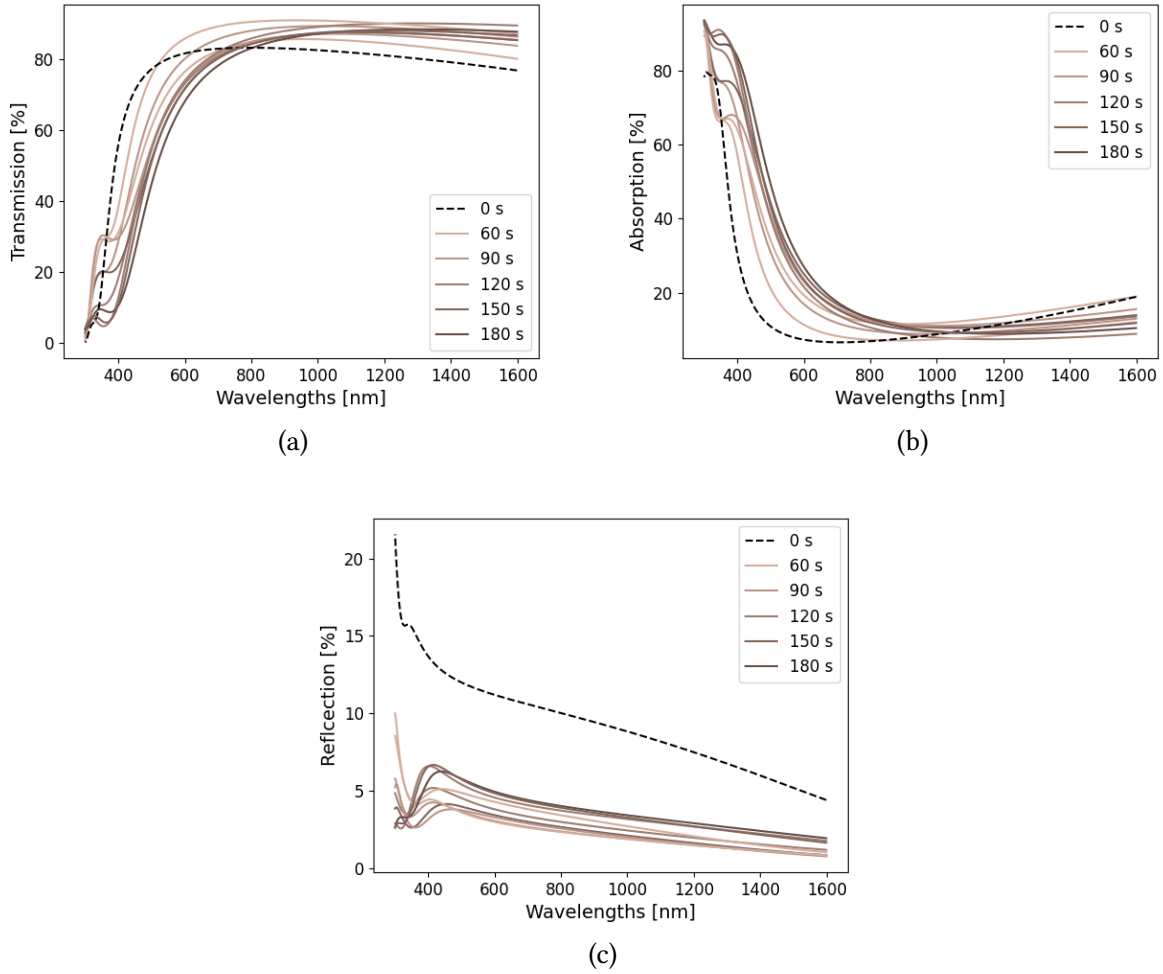 Transmission [%]
80
60
40
20
0
0 s
60 s
90 s
120 s
150 s
180 s
400 600 800 1000 1200 1400 1600
Wavelengths [nm]
(a)
Absorption [%]
80
60
40
20
0 s
60 s
90 s
120 s
150 s
180 s
400 600 800 1000 1200 1400 1600
Wavelengths [nm]
(b)
Reflcection [%]
20
15
10
5
0
0 s
60 s
90 s
120 s
150 s
180 s
400 600 800 1000 1200 1400 1600
Wavelengths [nm]
(c)